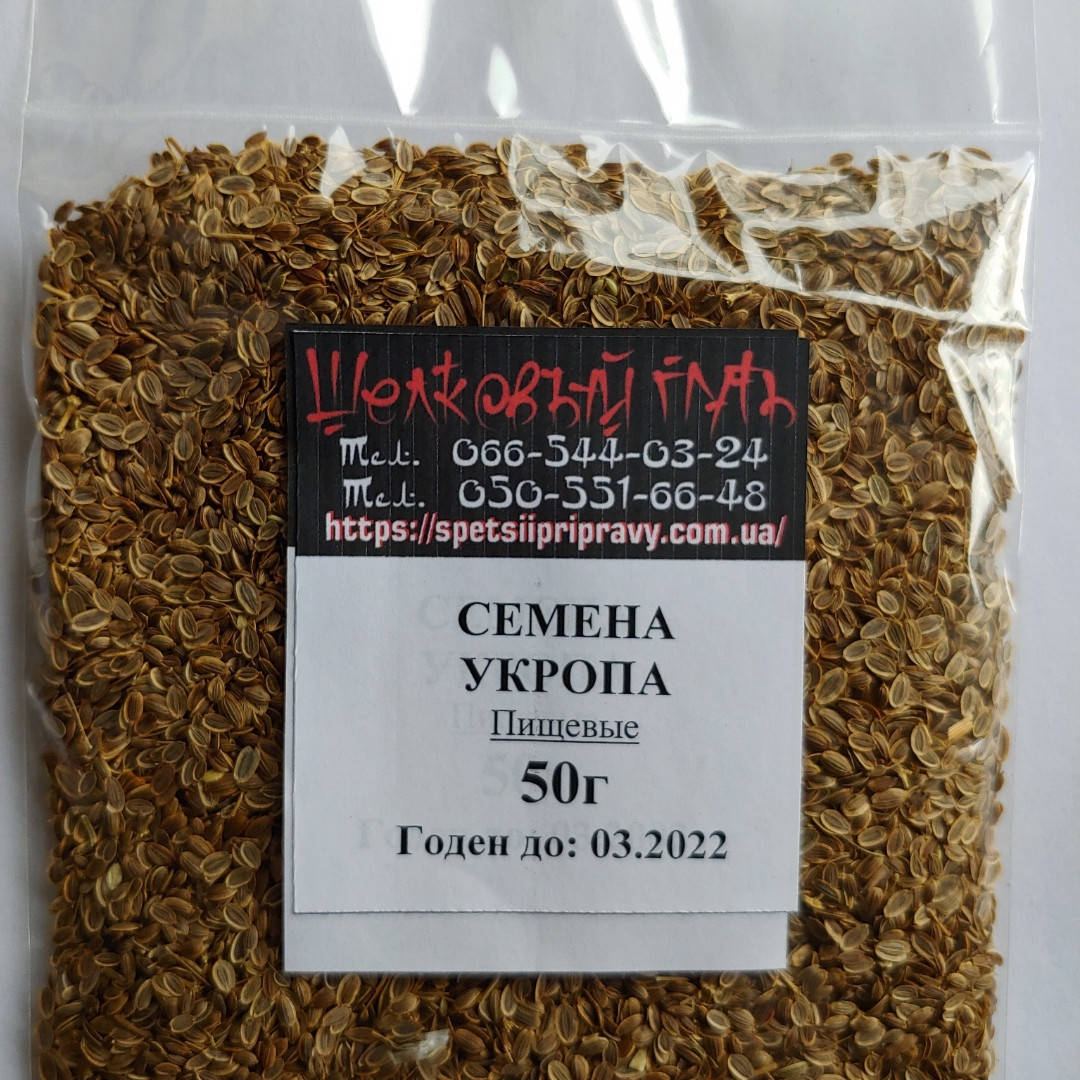 Шелковый путь
Тел. 066-544-03-24
Тел. 050-551-66-48
https://spetsiipripravy.com.ua/
СЕМЕНА
УКРОПА
Пищевые
50г
Годен до: 03.2022